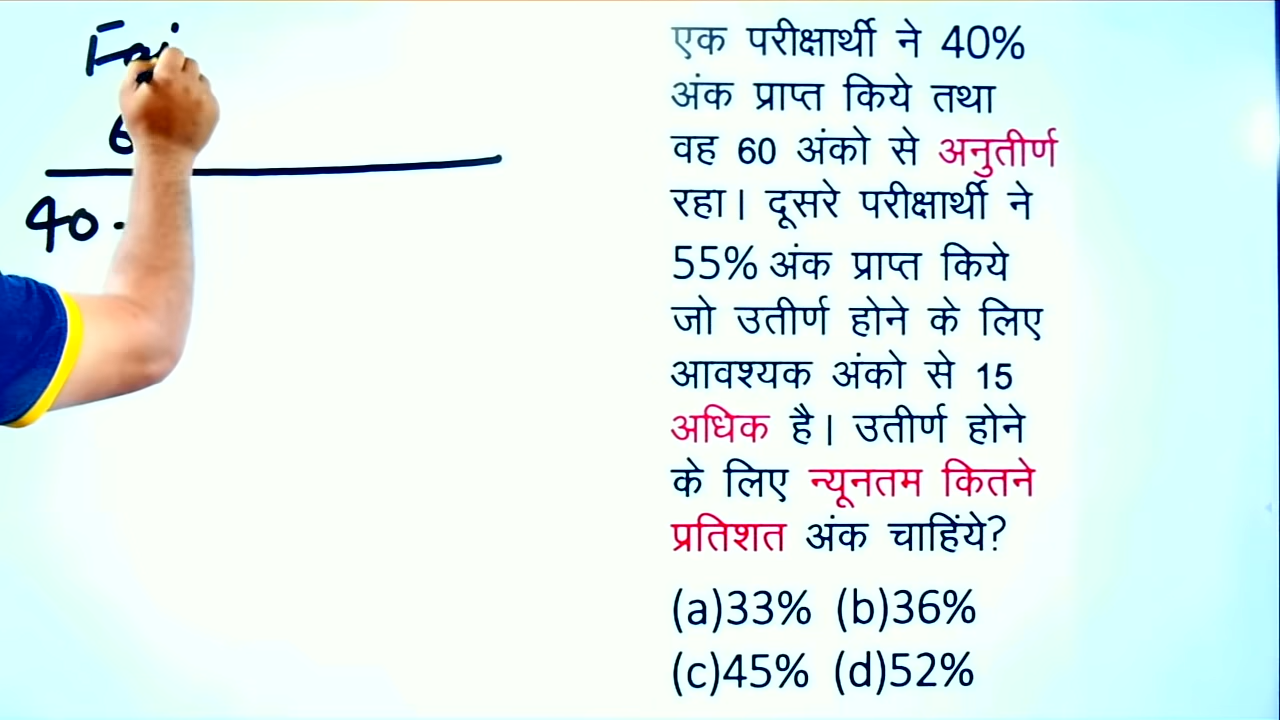 एक परीक्षार्थी ने 40%
अंक प्राप्त किये तथा
वह 60 अंको से अनुतीर्ण
रहा। दूसरे परीक्षार्थी ने
55% अंक प्राप्त किये
जो उतीर्ण होने के लिए
आवश्यक अंको से 15
अधिक है। उतीर्ण होने
के लिए न्यूनतम कितने
प्रतिशत अंक चाहिंये?
(a)33% (b)36%
(c)45% (d)52%
40